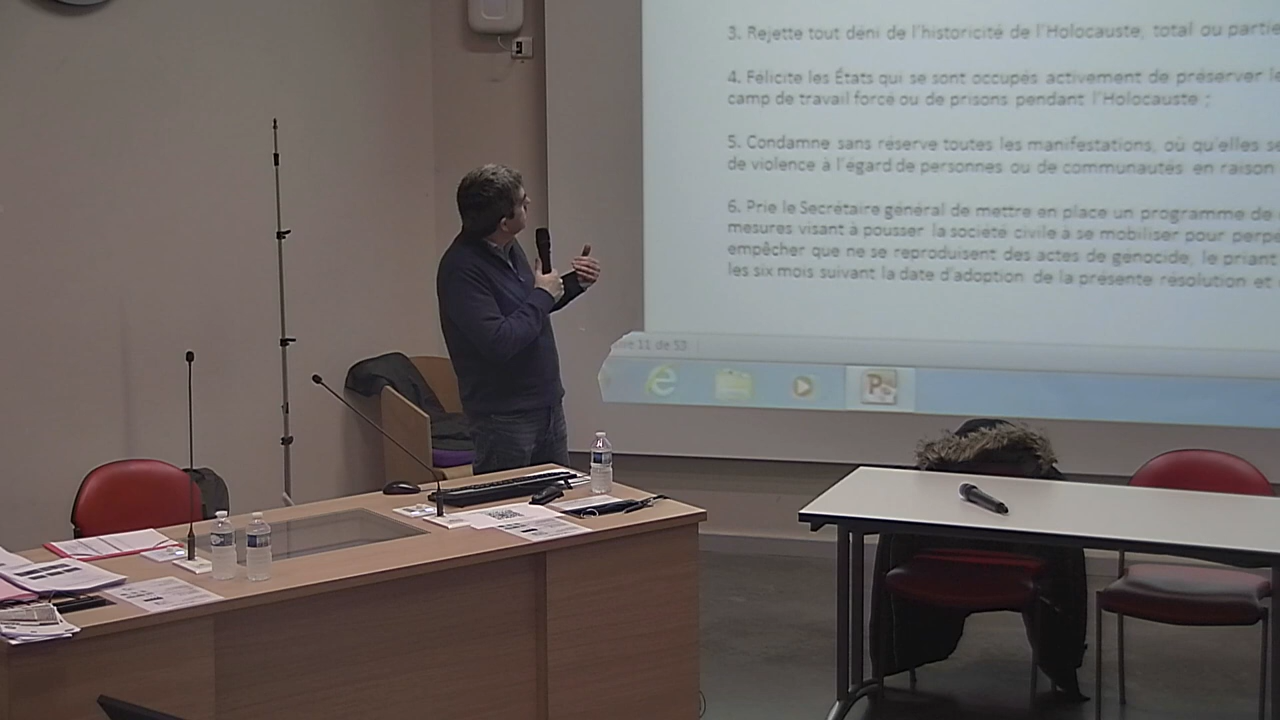 3. Rejette tout déni de l'historicité de l'Holocauste, total ou partie
4. Félicite les États qui se sont occupés activement de préserver le
camp de travail forcé ou de prisons pendant l'Holocauste ;
5. Condamne sans réserve toutes les manifestations, où qu'elles se
de violence à l'égard de personnes ou de communautés en raison
6. Prie le Secrétaire général de mettre en place un programme de
mesures visant à pousser la société civile à se mobiliser pour perpé
empêcher que ne se reproduisent des actes de génocide, le priant
les six mois suivant la date d'adoption de la présente résolution et
11 de 53